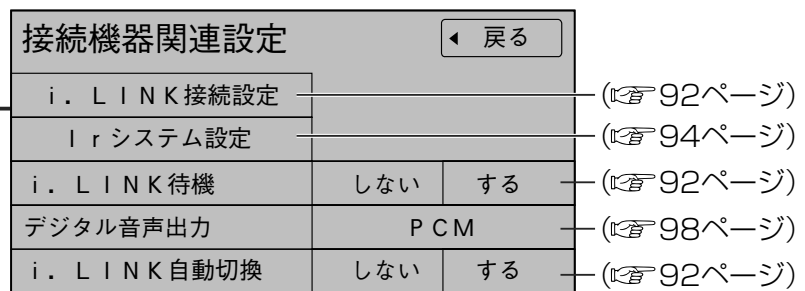 接続機器関連設定 ◀ 戻る
i．LINK接続設定 (☞92ページ)
Irシステム設定 (☞94ページ)
i．LINK待機 しない する (☞92ページ)
デジタル音声出力 PCM (☞98ページ)
i．LINK自動切換 しない する (☞92ページ)